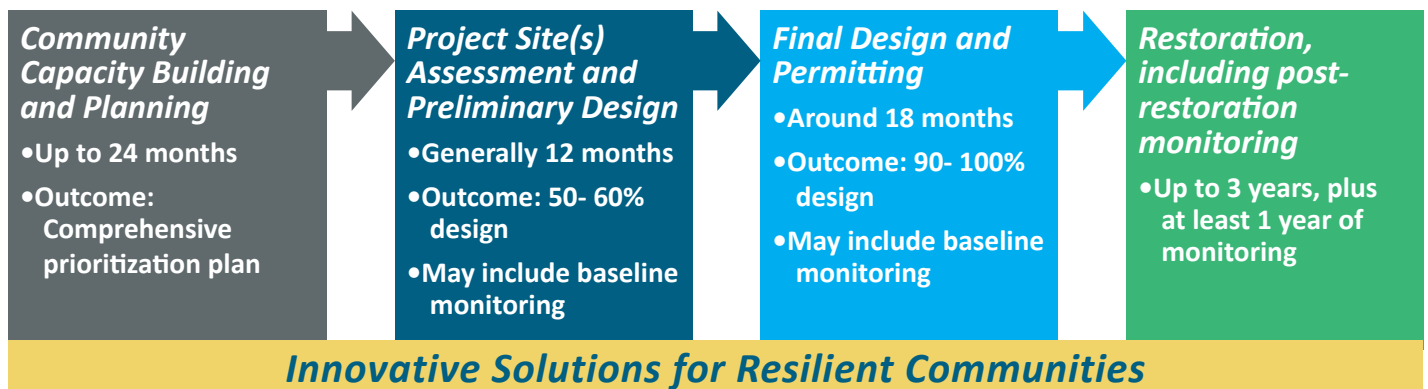 Community
Capacity Building
and Planning
•Up to 24 months
•Outcome:
Comprehensive
prioritization plan
Project Site(s)
Assessment and
Preliminary Design
•Generally 12 months
•Outcome: 50- 60%
design
•May include baseline
monitoring
Final Design and
Permitting
•Around 18 months
•Outcome: 90- 100%
design
•May include baseline
monitoring
Restoration,
including post-
restoration
monitoring
•Up to 3 years, plus
at least 1 year of
monitoring
Innovative Solutions for Resilient Communities